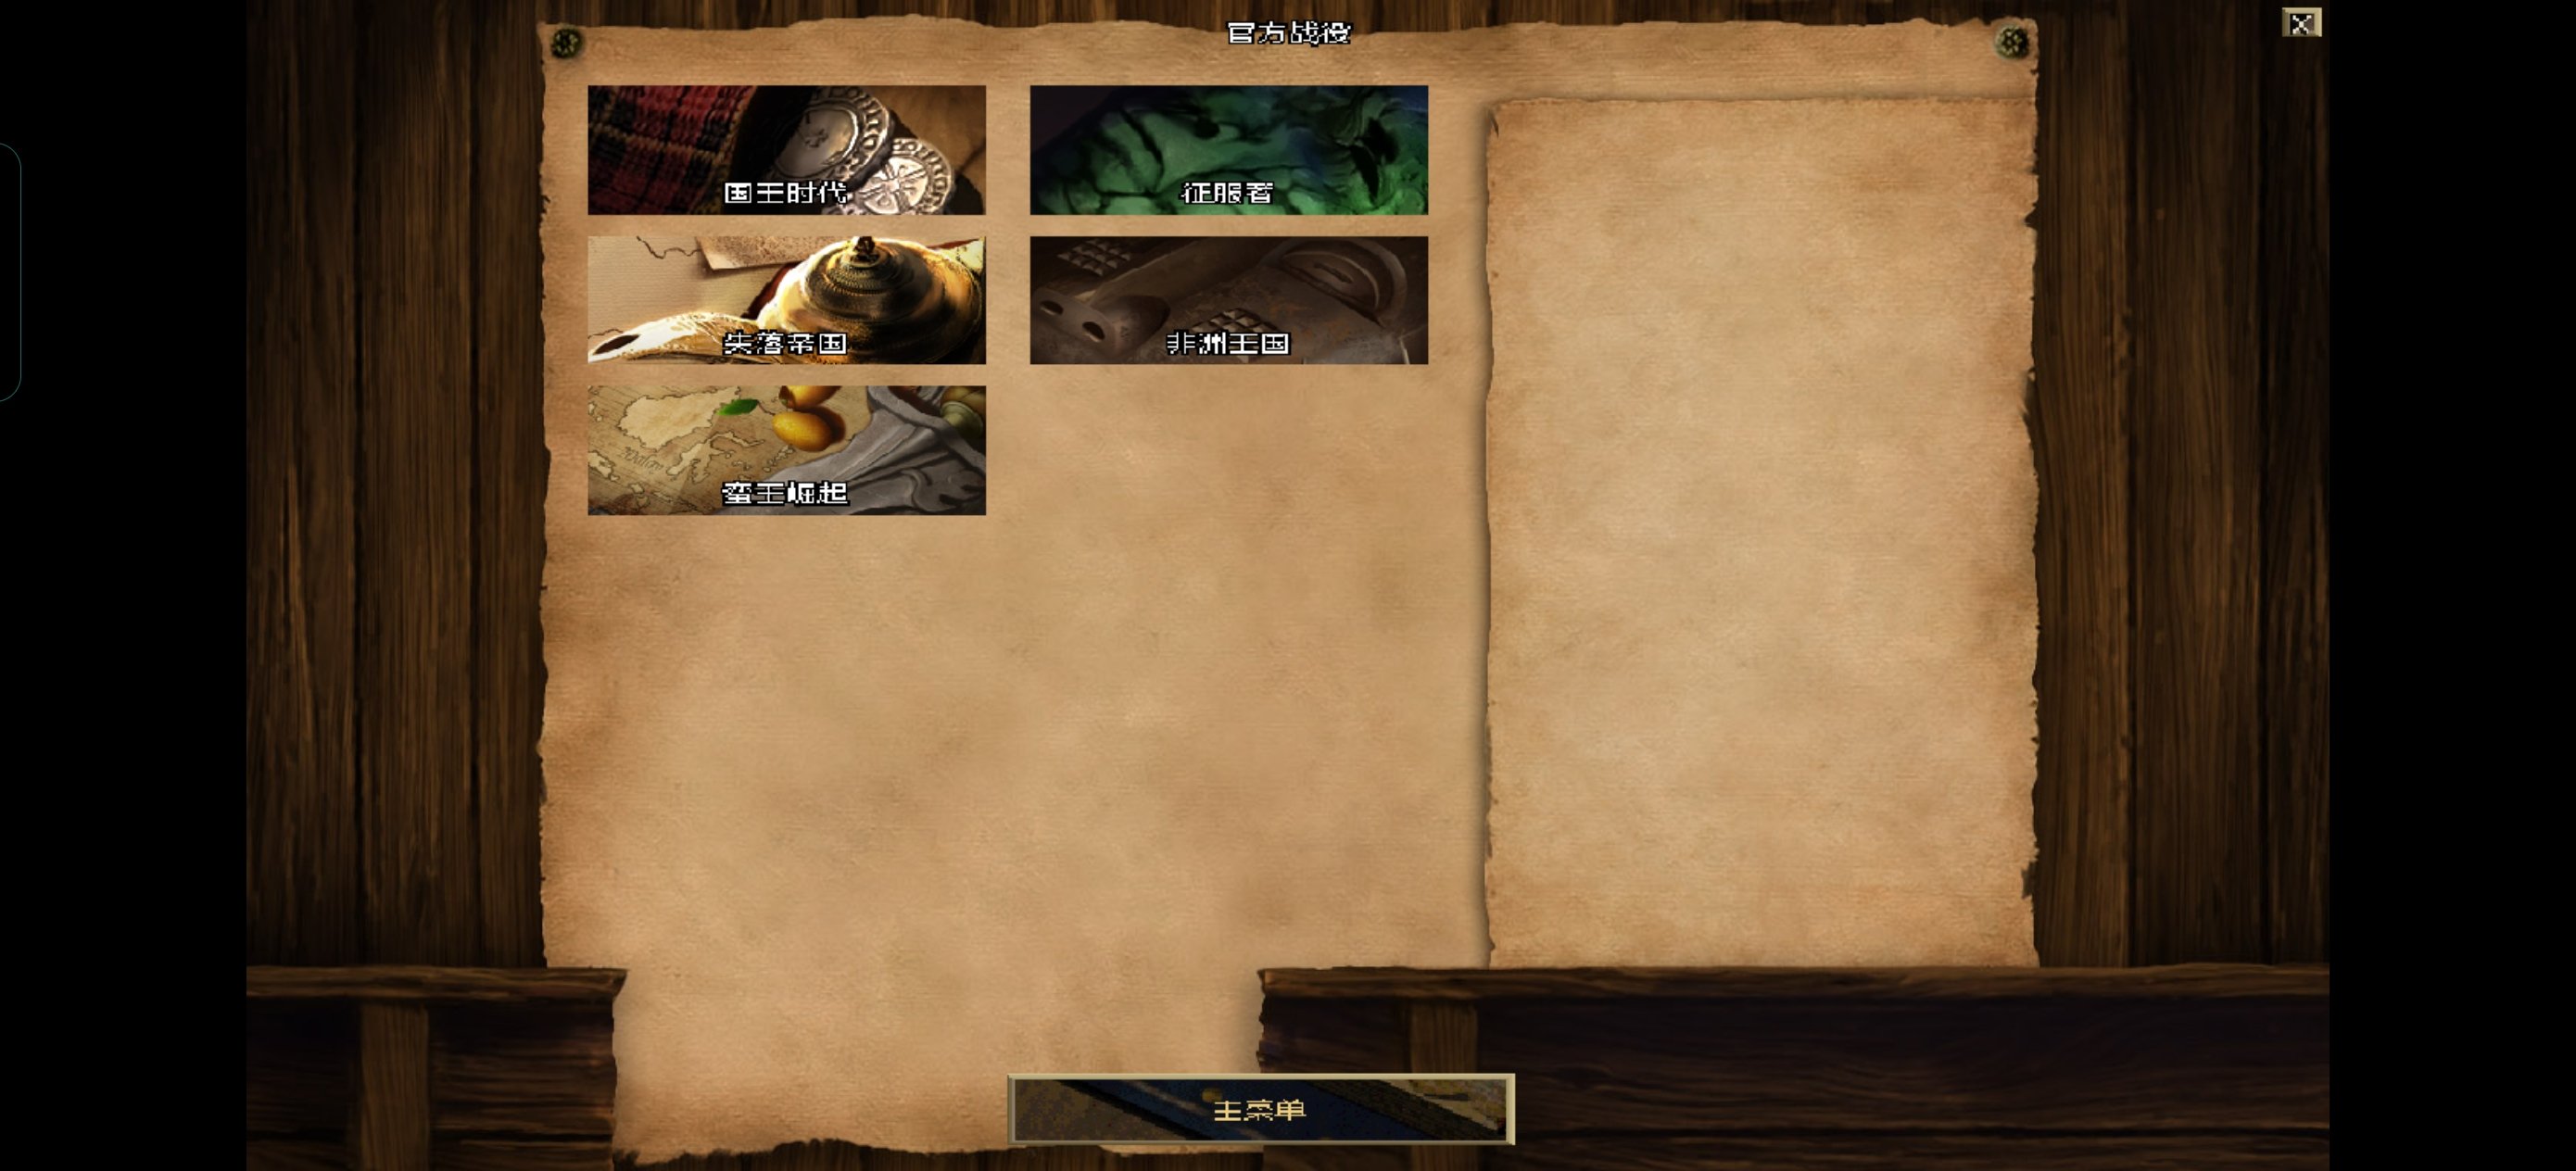 官方战役
国王时代
征服者
失落帝国
非洲王国
蛮王崛起
主菜单